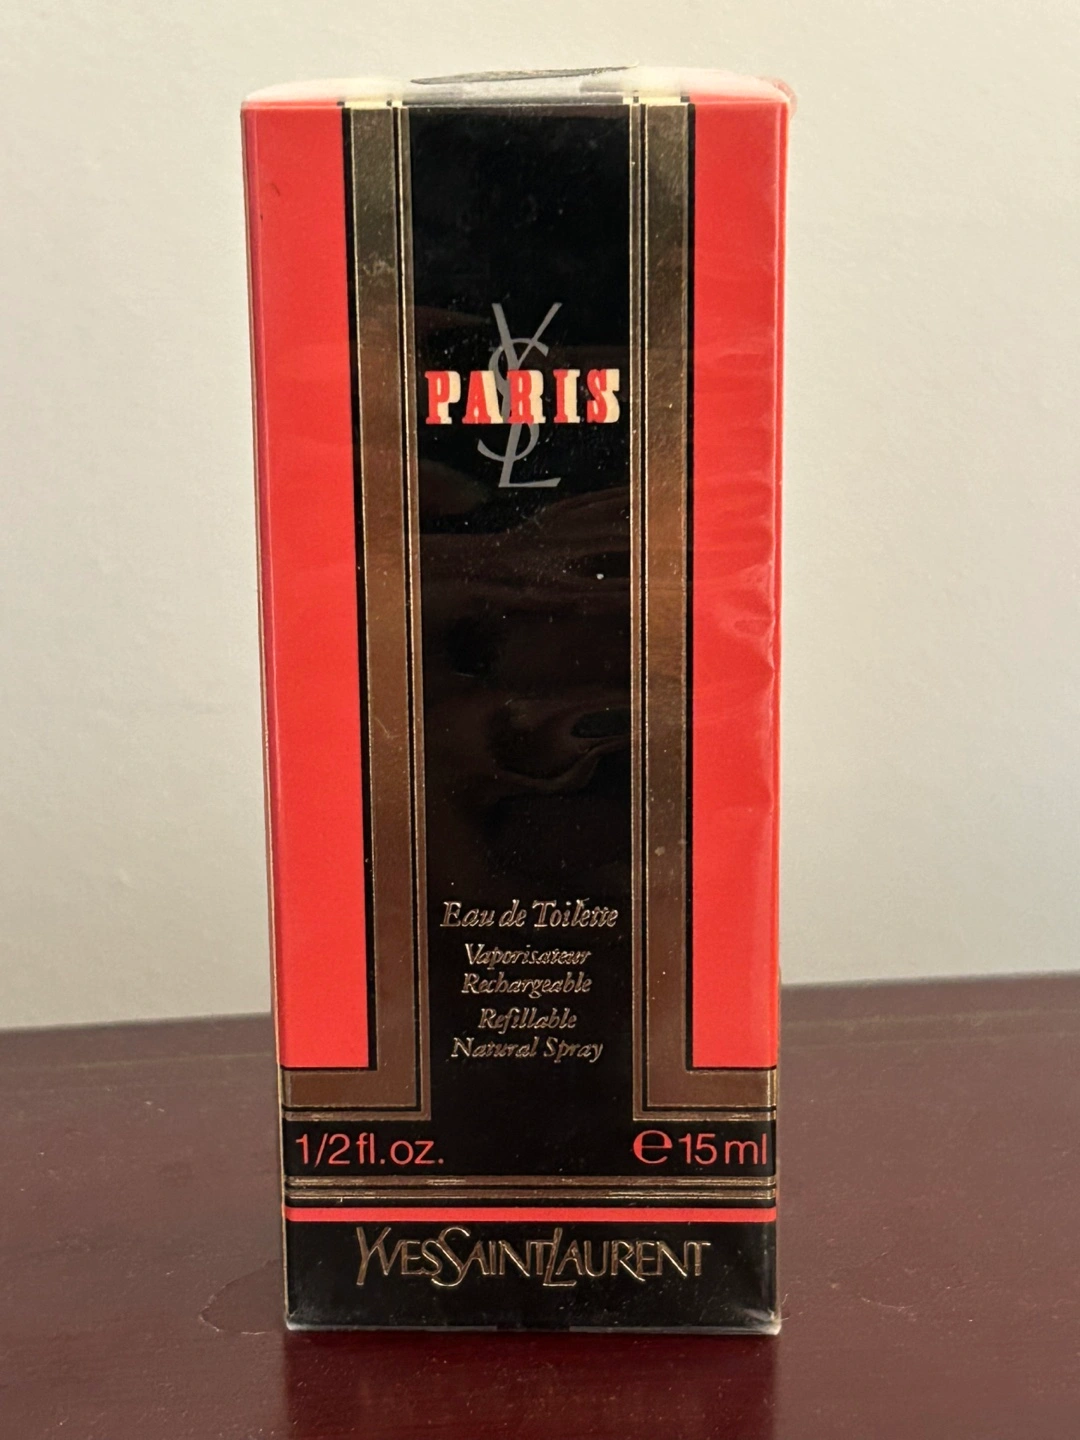 YSL
PARIS
Eau de Toilette
Vaporisateur
Rechargeable
Refillable
Natural Spray
1/2 fl.oz. ℮ 15 ml
YVES SAINT LAURENT